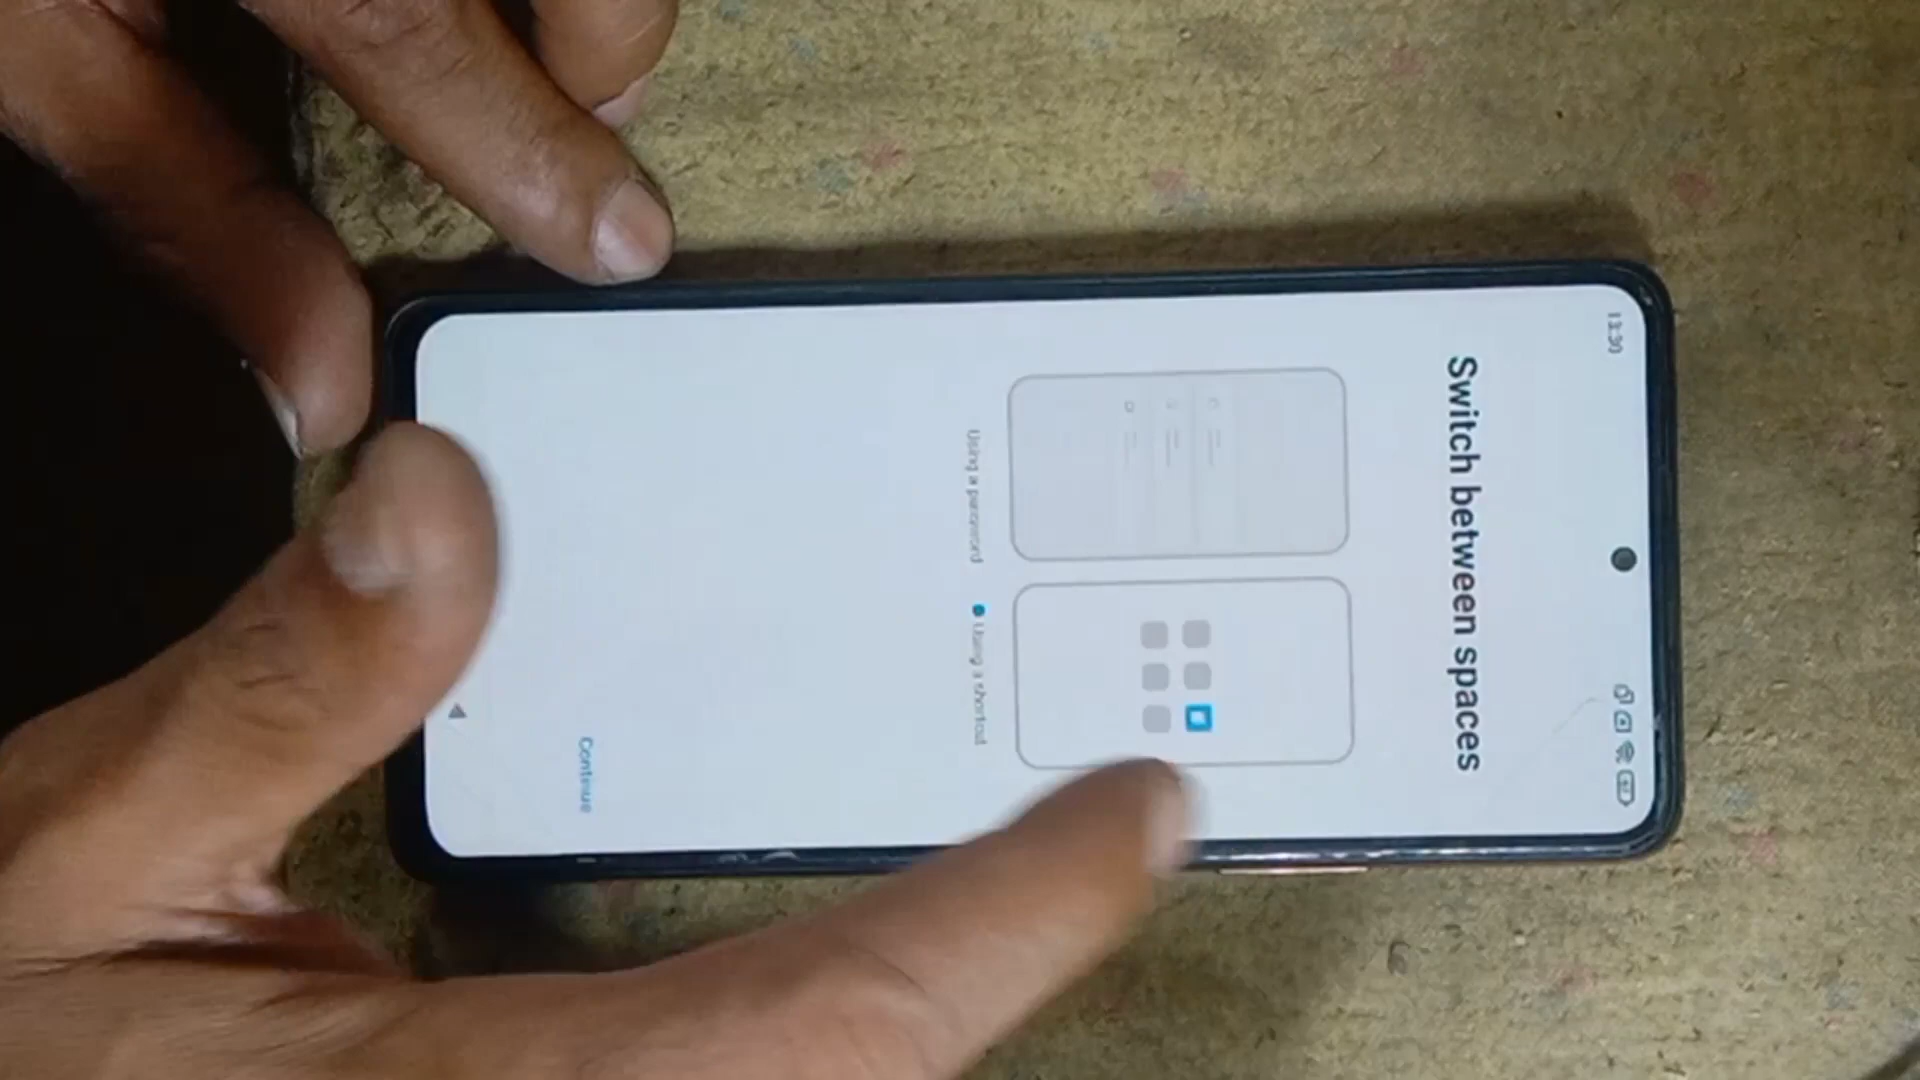 13:30
Switch between spaces
Using a password
Using a shortcut
Continue